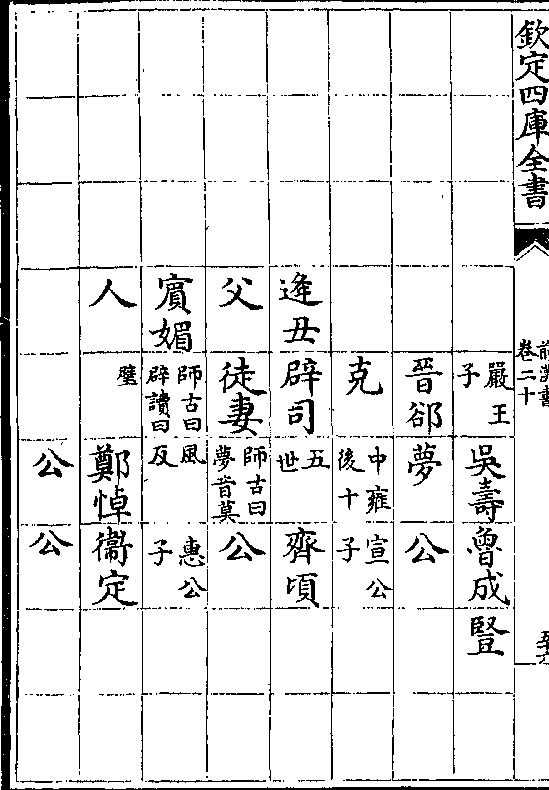 欽定四庫全書
前漢書
卷二十
嚴王
子
吳壽
魯成
豎
晉郤
夢
公
克
中雍
後十
宣公
子
逄丑
辟司
五
世
齊頃
父
徒妻
師古曰
夢音莫
公
賓媚
師古曰
辟讀曰
風
反
惠公
子
人
璧
鄭悼
衛定
公
公